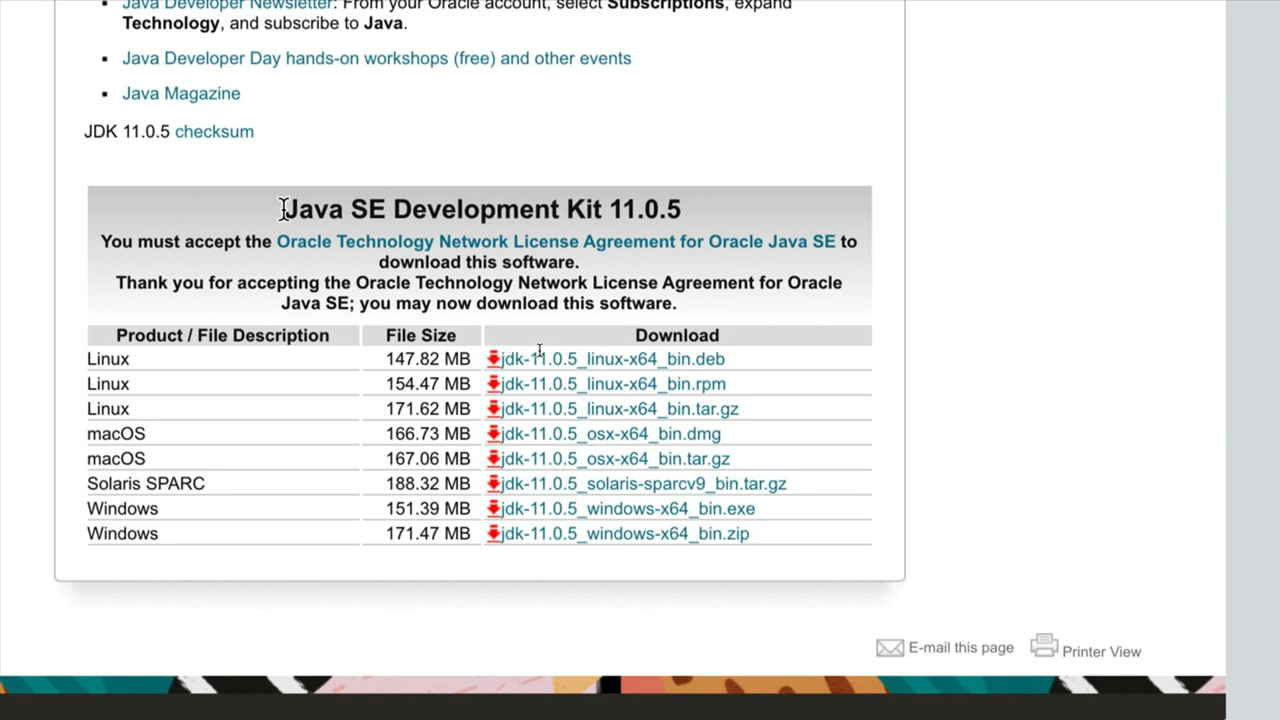 Java Developer Newsletter: From your Oracle account, select Subscriptions, expand
Technology, and subscribe to Java.
Java Developer Day hands-on workshops (free) and other events
Java Magazine
JDK 11.0.5 checksum
Java SE Development Kit 11.0.5
You must accept the Oracle Technology Network License Agreement for Oracle Java SE to
download this software.
Thank you for accepting the Oracle Technology Network License Agreement for Oracle
Java SE; you may now download this software.
Product / File Description File Size Download
Linux 147.82 MB jdk-11.0.5_linux-x64_bin.deb
Linux 154.47 MB jdk-11.0.5_linux-x64_bin.rpm
Linux 171.62 MB jdk-11.0.5_linux-x64_bin.tar.gz
macOS 166.73 MB jdk-11.0.5_osx-x64_bin.dmg
macOS 167.06 MB jdk-11.0.5_osx-x64_bin.tar.gz
Solaris SPARC 188.32 MB jdk-11.0.5_solaris-sparcv9_bin.tar.gz
Windows 151.39 MB jdk-11.0.5_windows-x64_bin.exe
Windows 171.47 MB jdk-11.0.5_windows-x64_bin.zip
E-mail this page Printer View